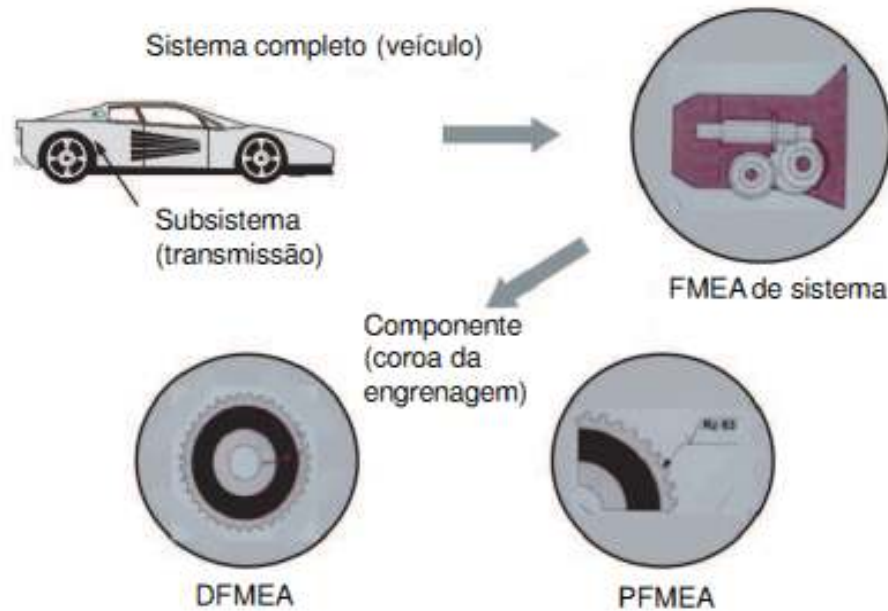 Sistema completo (veículo)
Subsistema
(transmissão)
FMEA de sistema
Componente
(coroa da
engrenagem)
DFMEA
PFMEA